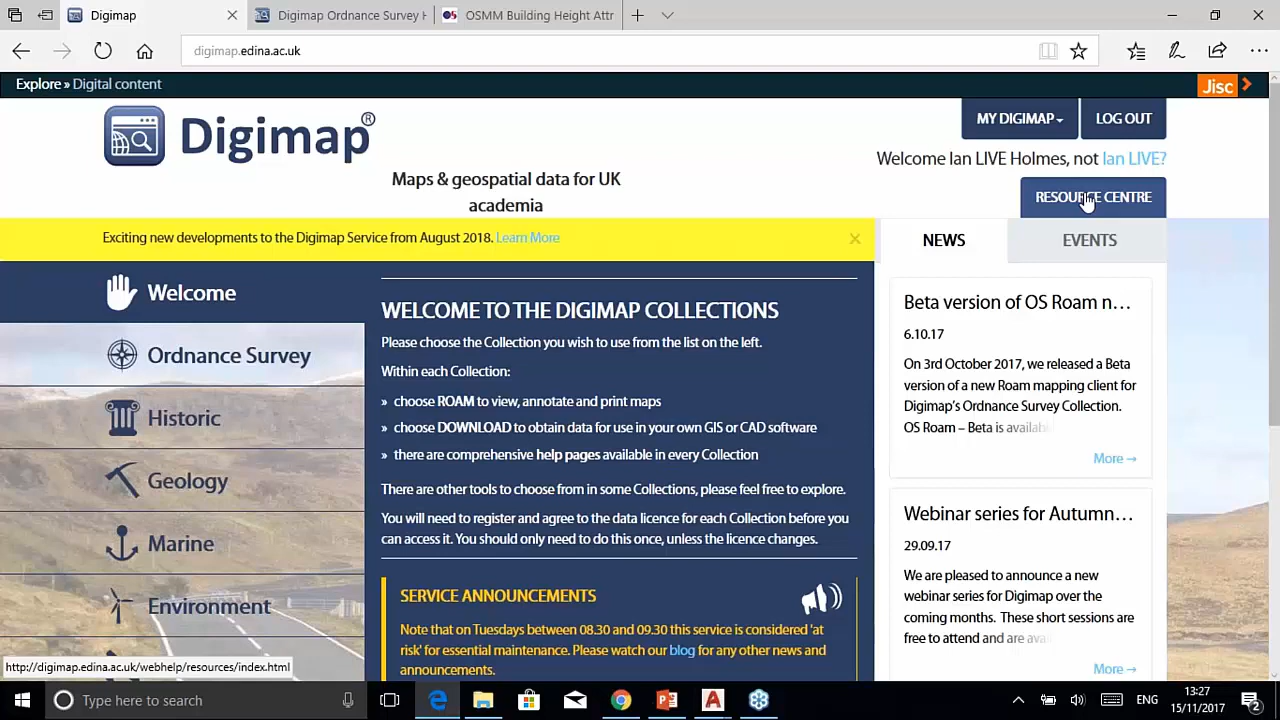 Digimap
Digimap Ordnance Survey
OSMM Building Height Attr
digimap.edina.ac.uk
Explore » Digital content
Jisc
Digimap®
MY DIGIMAP
LOG OUT
Welcome Ian LIVE Holmes, not Ian LIVE?
Maps & geospatial data for UK
academia
RESOURCE CENTRE
Exciting new developments to the Digimap Service from August 2018. Learn More
×
NEWS
EVENTS
Welcome
Ordnance Survey
Historic
Geology
Marine
Environment
WELCOME TO THE DIGIMAP COLLECTIONS
Please choose the Collection you wish to use from the list on the left.
Within each Collection:
» choose ROAM to view, annotate and print maps
» choose DOWNLOAD to obtain data for use in your own GIS or CAD software
» there are comprehensive help pages available in every Collection
There are other tools to choose from in some Collections, please feel free to explore.
You will need to register and agree to the data licence for each Collection before you
can access it. You should only need to do this once, unless the licence changes.
SERVICE ANNOUNCEMENTS
Note that on Tuesdays between 08.30 and 09.30 this service is considered 'at
risk' for essential maintenance. Please watch our blog for any other news and
announcements.
Beta version of OS Roam n...
6.10.17
On 3rd October 2017, we released a Beta
version of a new Roam mapping client for
Digimap's Ordnance Survey Collection.
OS Roam – Beta is available
More →
Webinar series for Autumn...
29.09.17
We are pleased to announce a new
webinar series for Digimap over the
coming months. These short sessions are
free to attend and are
More →
http://digimap.edina.ac.uk/webhelp/resources/index.html
Type here to search
ENG
13:27
15/11/2017
2